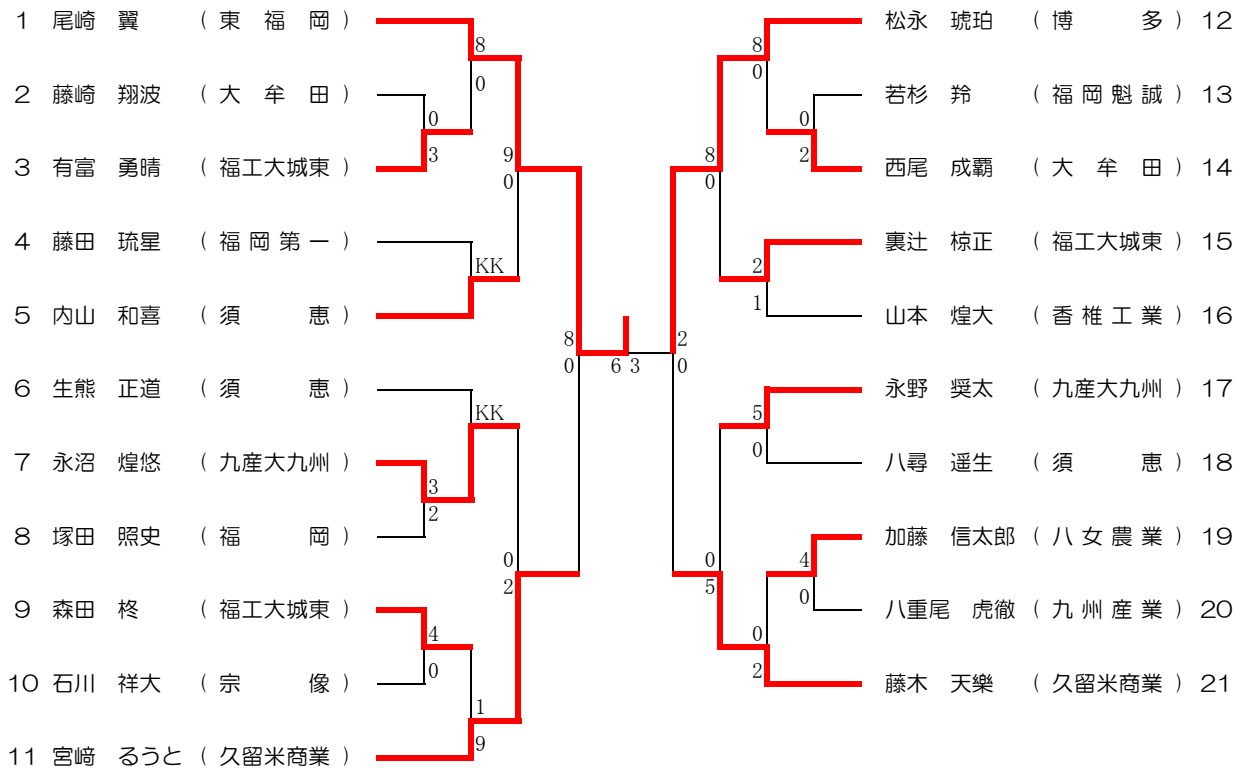 1 尾崎 翼 ( 東 福 岡 )
8
0
2 藤崎 翔波 ( 大 牟 田 )
0
3
3 有富 勇晴 ( 福工大城東 )
9
0
4 藤田 琉星 ( 福 岡 第 一 )
KK
5 内山 和喜 ( 須 恵 )
8
0
6 3
6 生熊 正道 ( 須 恵 )
KK
7 永沼 煌悠 ( 九産大九州 )
3
2
8 塚田 照史 ( 福 岡 )
0
2
9 森田 柊 ( 福工大城東 )
4
0
10 石川 祥大 ( 宗 像 )
1
9
11 宮﨑 るうと ( 久留米商業 )
松永 琥珀 ( 博 多 ) 12
8
0
若杉 羚 ( 福 岡 魁 誠 ) 13
0
2
西尾 成覇 ( 大 牟 田 ) 14
8
0
裏辻 椋正 ( 福工大城東 ) 15
2
1
山本 煌大 ( 香 椎 工 業 ) 16
2
0
永野 奨太 ( 九産大九州 ) 17
5
0
八尋 遥生 ( 須 恵 ) 18
加藤 信太郎 ( 八 女 農 業 ) 19
0
5
4
0
八重尾 虎徹 ( 九 州 産 業 ) 20
0
2
藤木 天樂 ( 久留米商業 ) 21